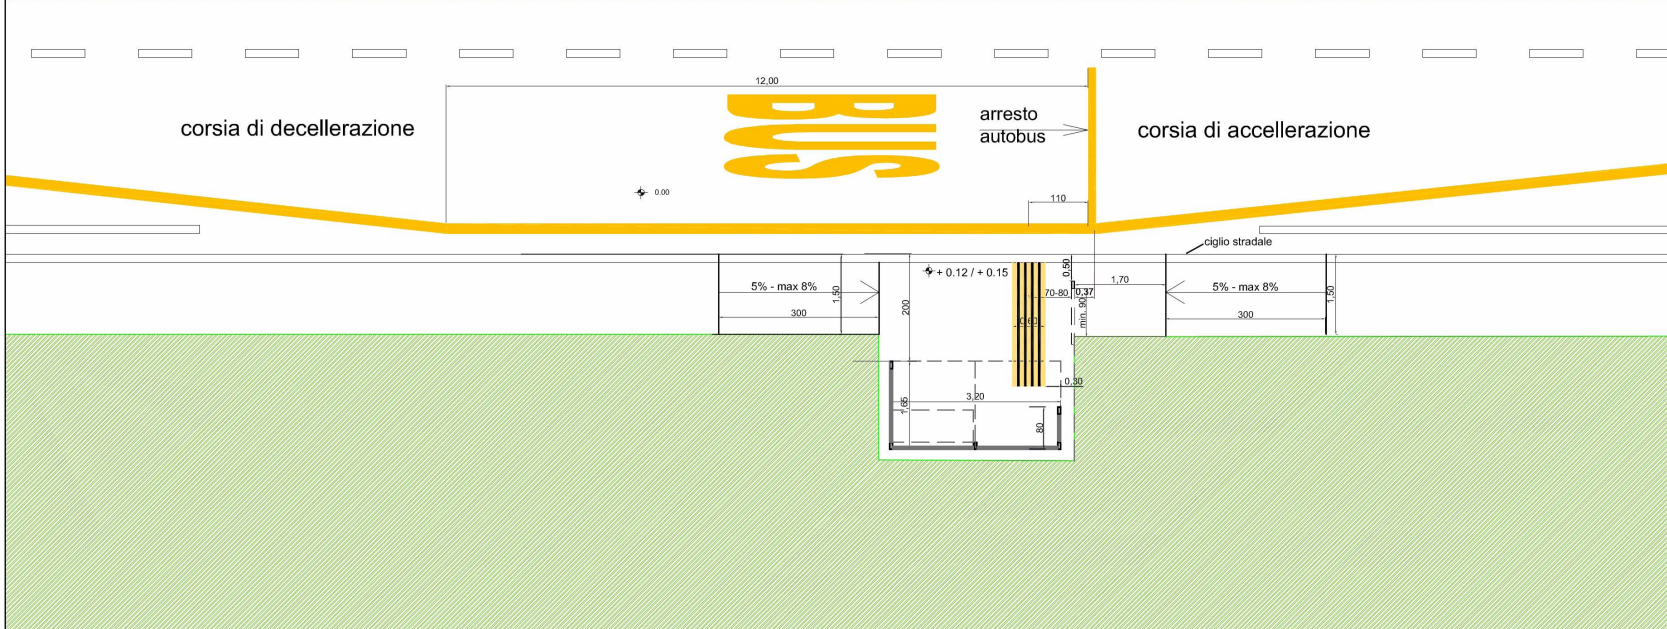 12,00
BUS
arresto
autobus
corsia di decellerazione
corsia di accellerazione
0.00
110
ciglio stradale
+ 0.12 / + 0.15
0,50
1,70
5% - max 8%
1,50
300
200
70-80
0,37
min. 90
0,60
5% - max 8%
300
1,50
0,30
3,20
1,65
80